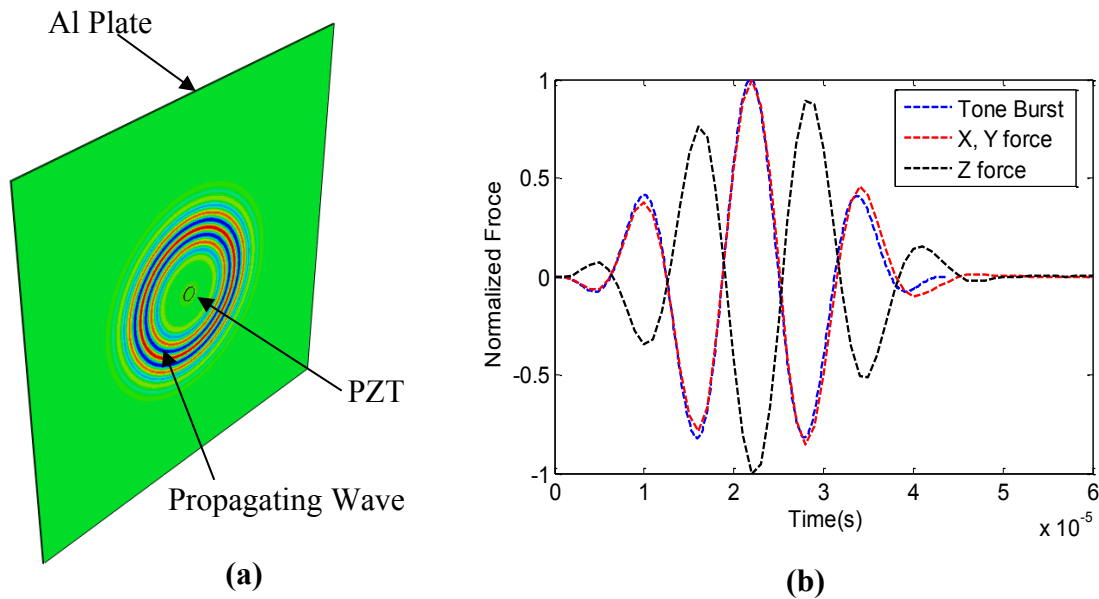 Al Plate
PZT
Propagating Wave
(a)
1
0.5
0
-0.5
-1
Normalized Froce
Tone Burst
X, Y force
Z force
0 1 2 3 4 5 6
Time(s)
x 10⁻⁵
(b)